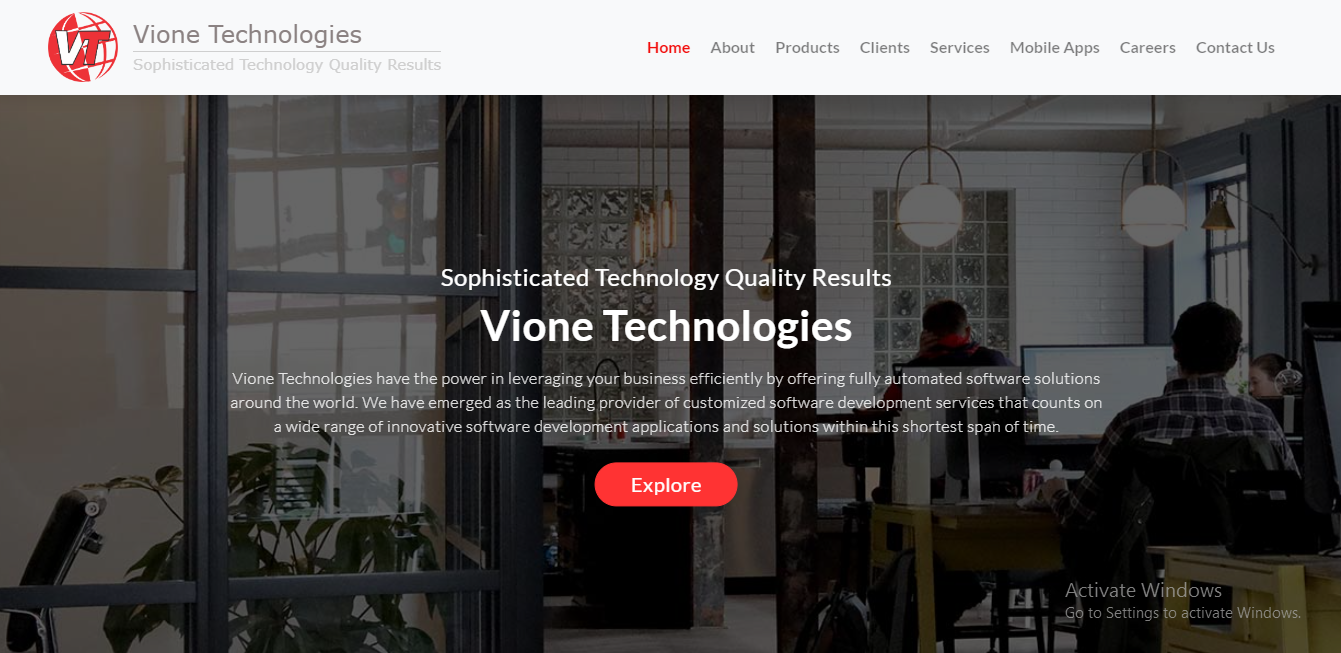 VT
Vione Technologies
Sophisticated Technology Quality Results
Home About Products Clients Services Mobile Apps Careers Contact Us
Sophisticated Technology Quality Results
Vione Technologies
Vione Technologies have the power in leveraging your business efficiently by offering fully automated software solutions
around the world. We have emerged as the leading provider of customized software development services that counts on
a wide range of innovative software development applications and solutions within this shortest span of time.
Explore
Activate Windows
Go to Settings to activate Windows.